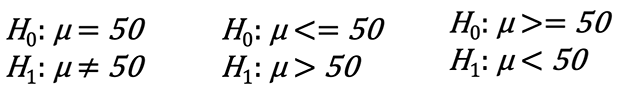 H₀: μ = 50
H₁: μ ≠ 50
H₀: μ <= 50
H₁: μ > 50
H₀: μ >= 50
H₁: μ < 50